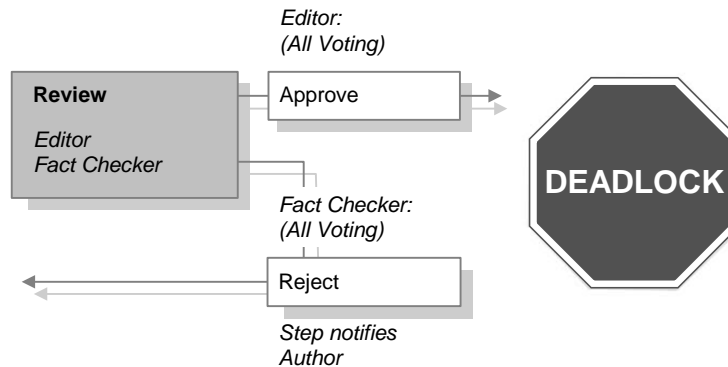 Editor:
(All Voting)
Review
Approve
Editor
Fact Checker
DEADLOCK
Fact Checker:
(All Voting)
Reject
Step notifies
Author